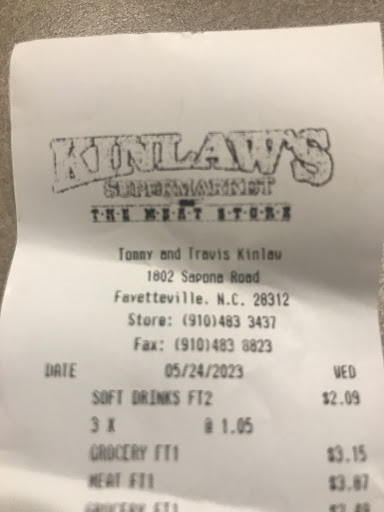 KINLAW'S
SUPERMARKET
THE MEAT STORE
Tommy and Travis Kinlaw
1802 Sapona Road
Fayetteville. N.C. 28312
Store: (910)483 3437
Fax: (910)483 8823
DATE 05/24/2023 WED
SOFT DRINKS FT2 $2.09
3 X @ 1.05
GROCERY FT1 $3.15
MEAT FT1 $3.87
GROCERY FT1